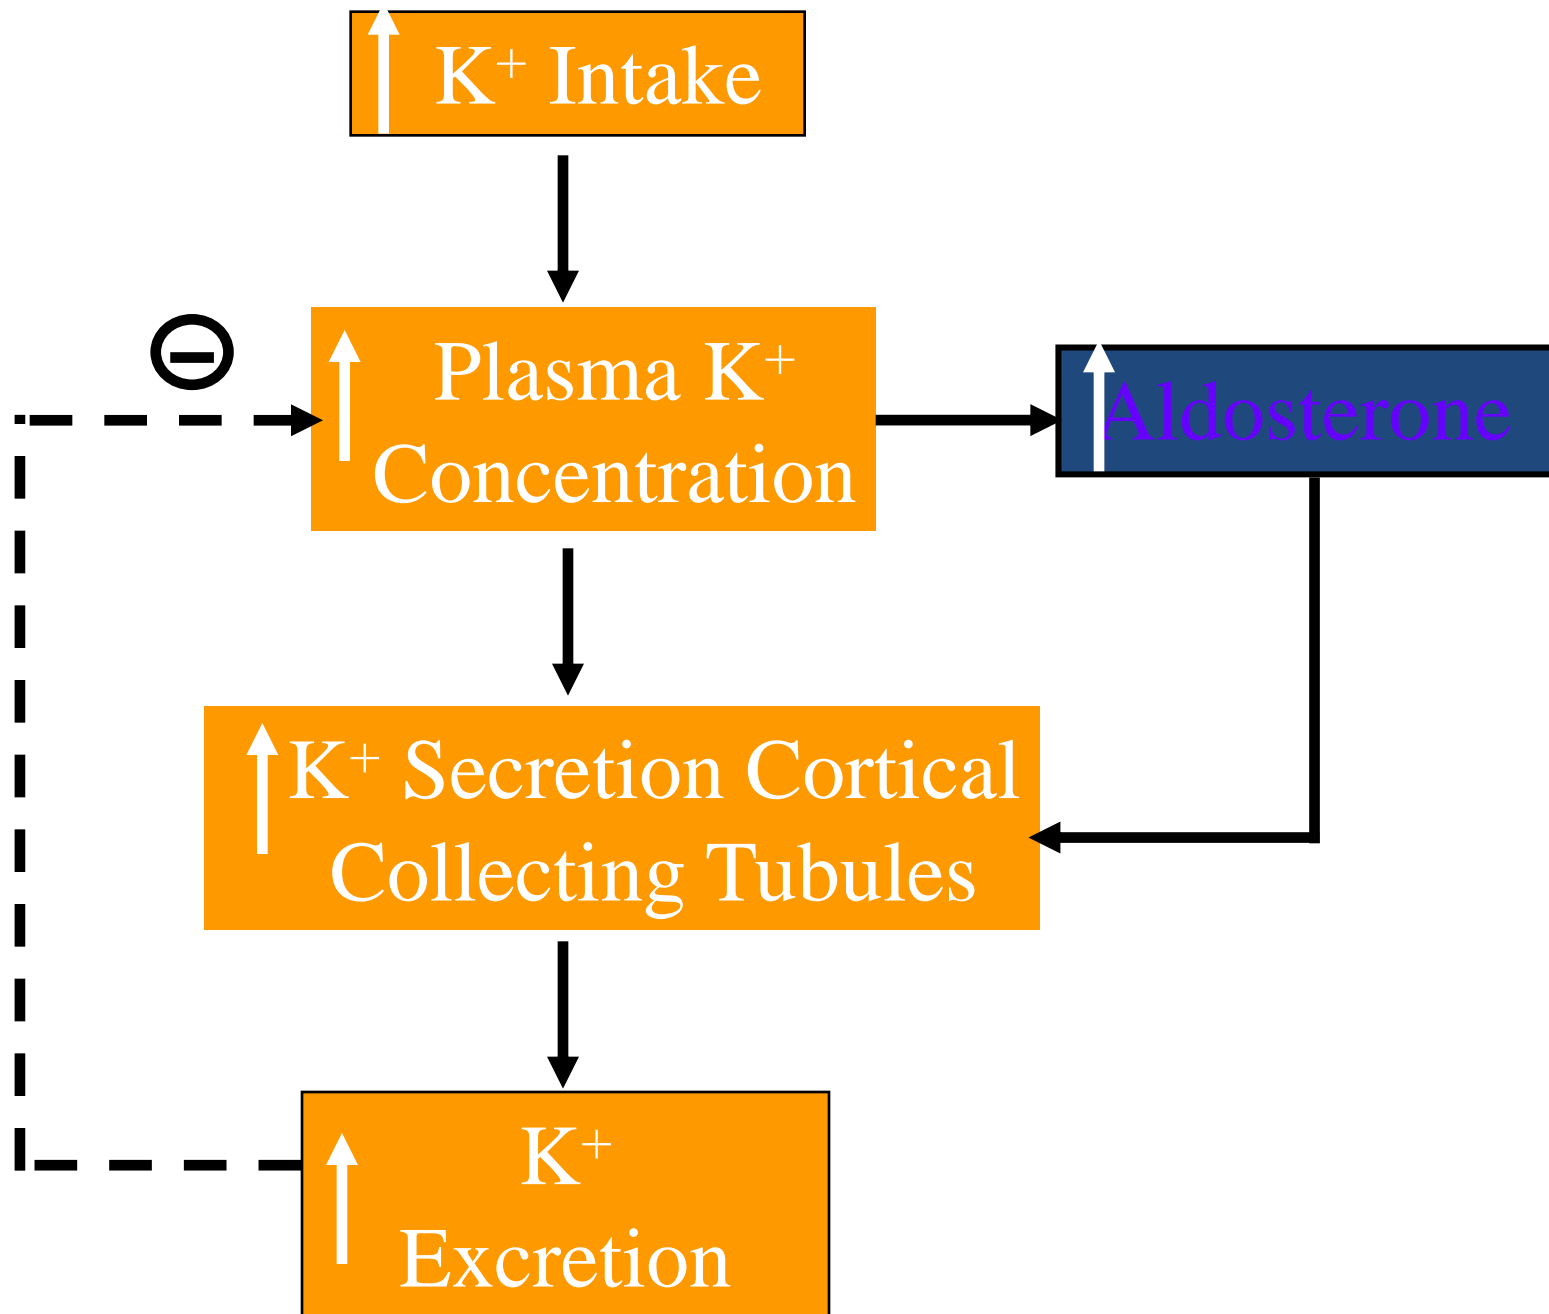 K⁺ Intake
Plasma K⁺
Concentration
Aldosterone
K⁺ Secretion Cortical
Collecting Tubules
K⁺
Excretion